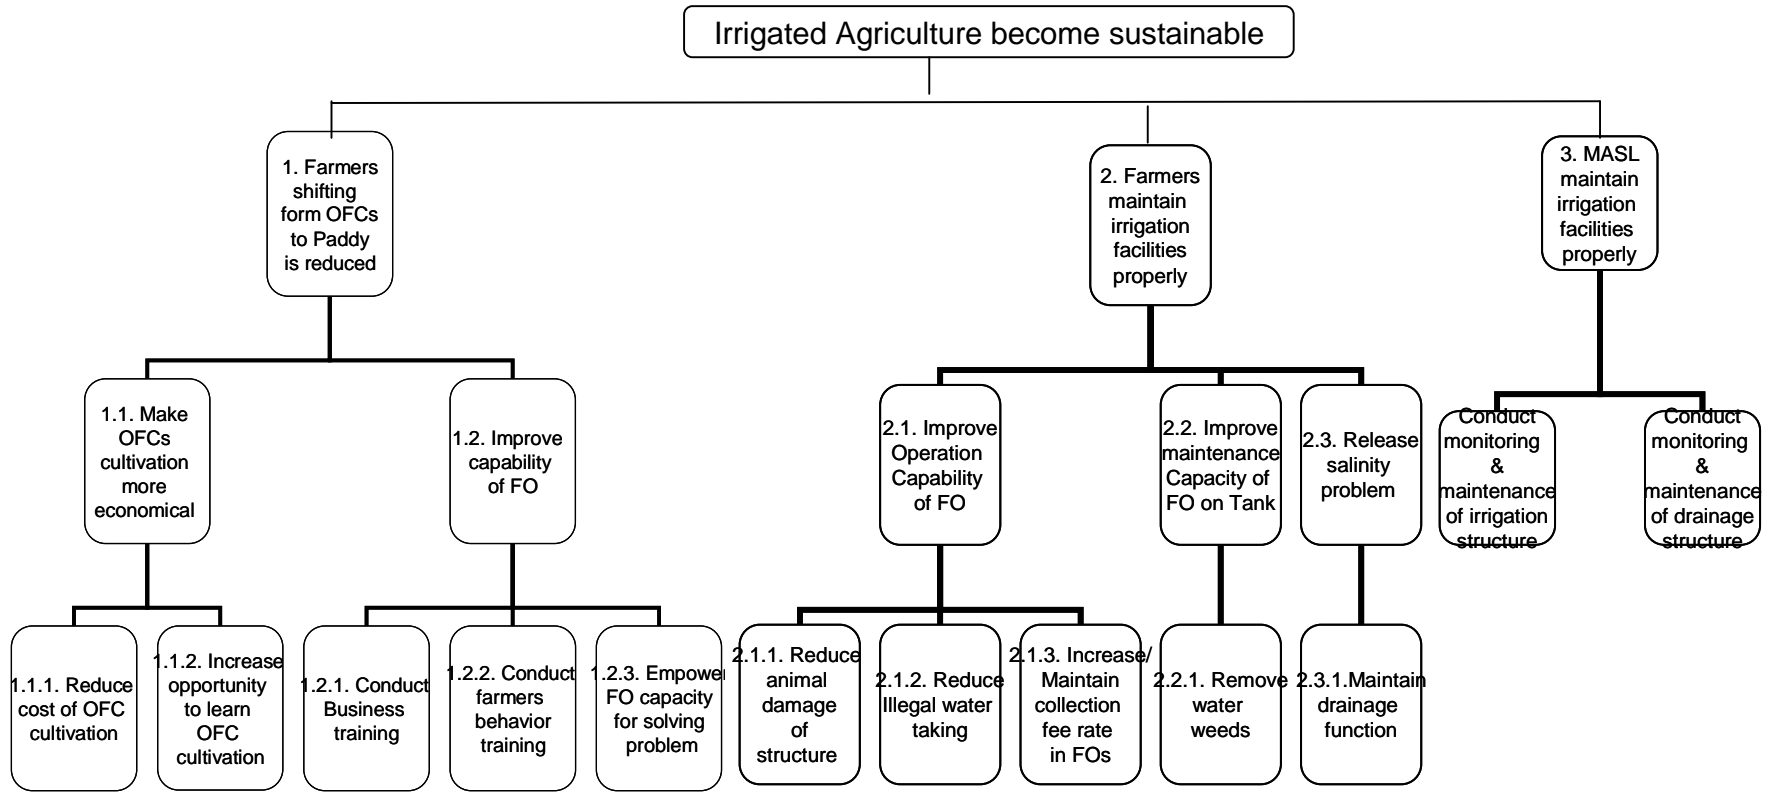 Irrigated Agriculture become sustainable
1. Farmers
shifting
form OFCs
to Paddy
is reduced
2. Farmers
maintain
irrigation
facilities
properly
3. MASL
maintain
irrigation
facilities
properly
1.1. Make
OFCs
cultivation
more
economical
1.2. Improve
capability
of FO
2.1. Improve
Operation
Capability
of FO
2.2. Improve
maintenance
Capacity of
FO on Tank
2.3. Release
salinity
problem
Conduct
monitoring
&
maintenance
of irrigation
structure
Conduct
monitoring
&
maintenance
of drainage
structure
1.1.1. Reduce
cost of OFC
cultivation
1.1.2. Increase
opportunity
to learn
OFC
cultivation
1.2.1. Conduct
Business
training
1.2.2. Conduct
farmers
behavior
training
1.2.3. Empower
FO capacity
for solving
problem
2.1.1. Reduce
animal
damage
of
structure
2.1.2. Reduce
Illegal water
taking
2.1.3. Increase/
Maintain
collection
fee rate
in FOs
2.2.1. Remove
water
weeds
2.3.1.Maintain
drainage
function